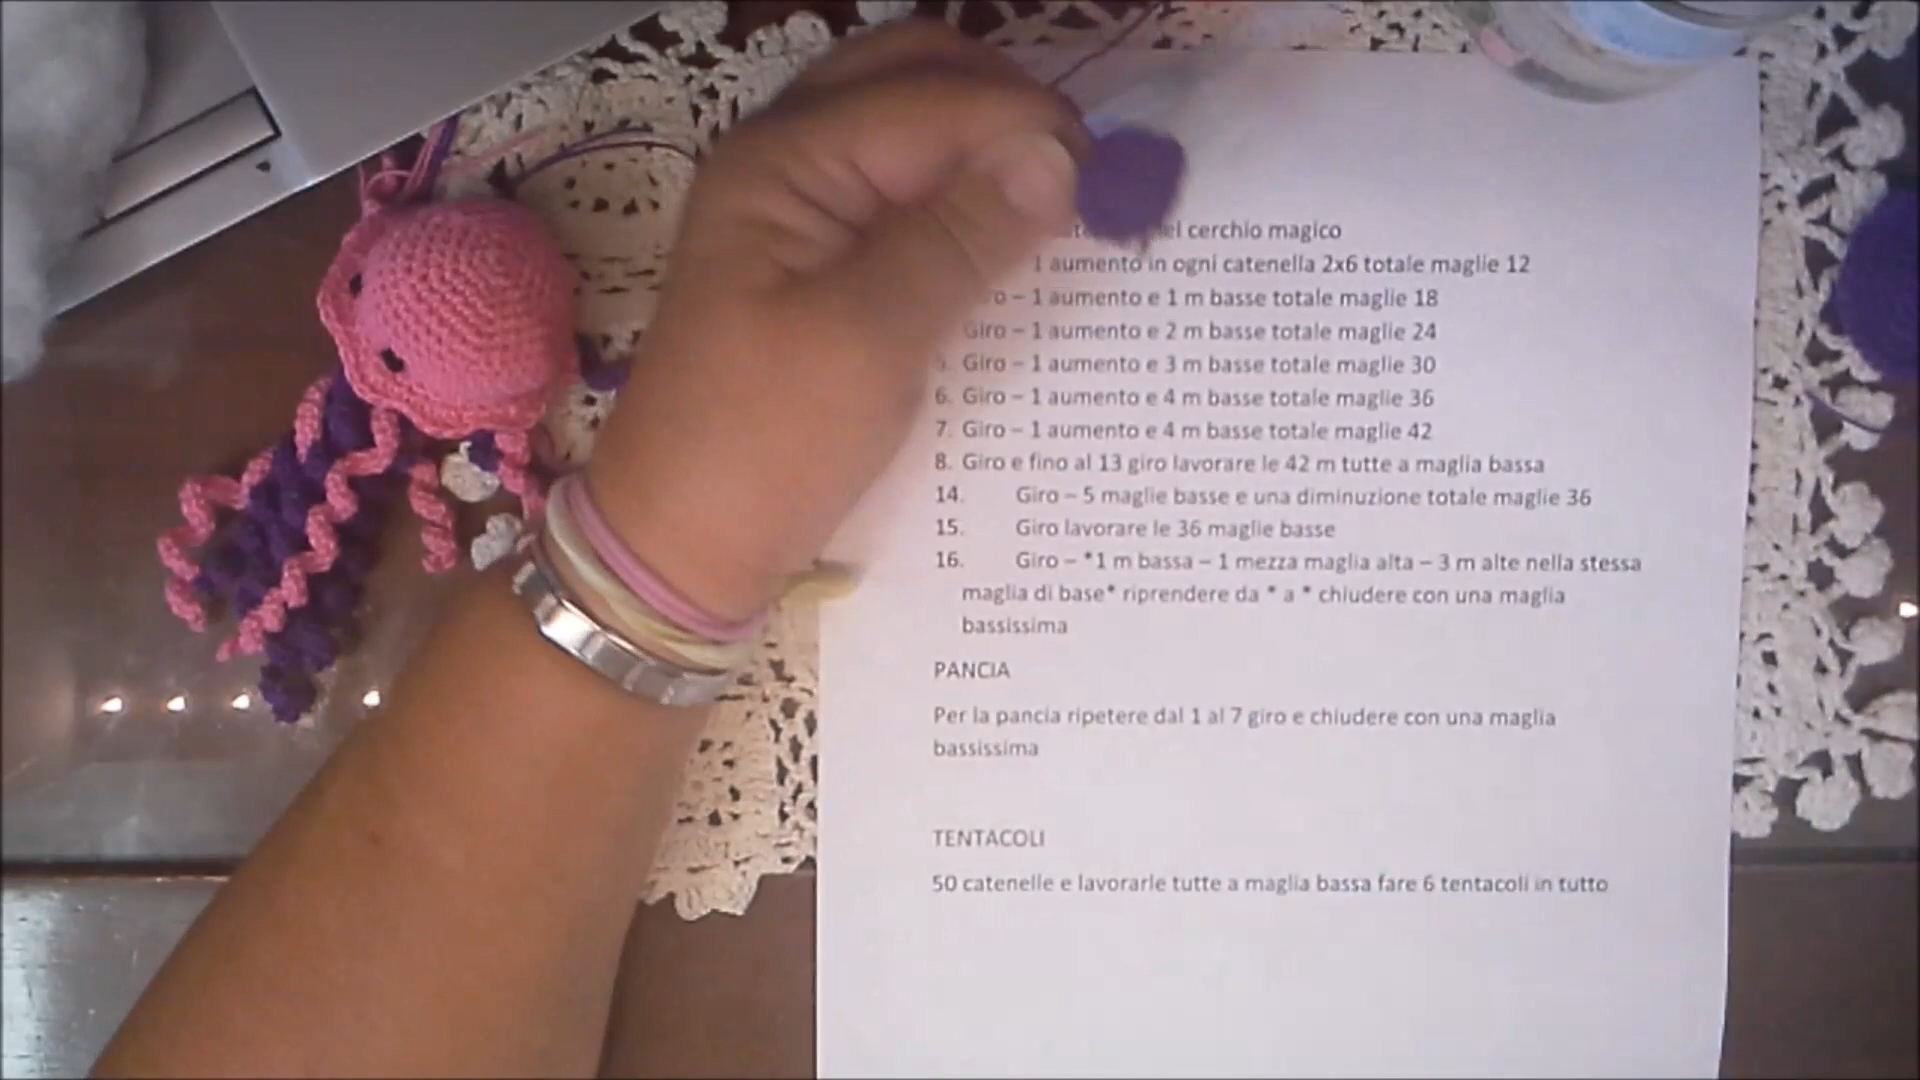 cerchio magico
1 aumento in ogni catenella 2x6 totale maglie 12
– 1 aumento e 1 m basse totale maglie 18
Giro – 1 aumento e 2 m basse totale maglie 24
Giro – 1 aumento e 3 m basse totale maglie 30
6. Giro – 1 aumento e 4 m basse totale maglie 36
7. Giro – 1 aumento e 4 m basse totale maglie 42
8. Giro e fino al 13 giro lavorare le 42 m tutte a maglia bassa
14. Giro – 5 maglie basse e una diminuzione totale maglie 36
15. Giro lavorare le 36 maglie basse
16. Giro – *1 m bassa – 1 mezza maglia alta – 3 m alte nella stessa
maglia di base* riprendere da * a * chiudere con una maglia
bassissima
PANCIA
Per la pancia ripetere dal 1 al 7 giro e chiudere con una maglia
bassissima
TENTACOLI
50 catenelle e lavorarle tutte a maglia bassa fare 6 tentacoli in tutto